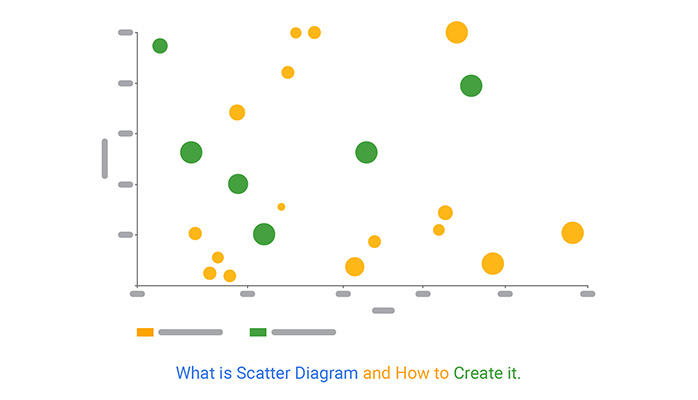 What is Scatter Diagram and How to Create it.